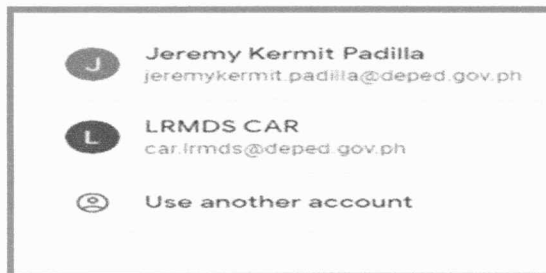 J
Jeremy Kermit Padilla
jeremykermit.padilla@deped.gov.ph
L
LRMDS CAR
car.lrmds@deped.gov.ph
Use another account